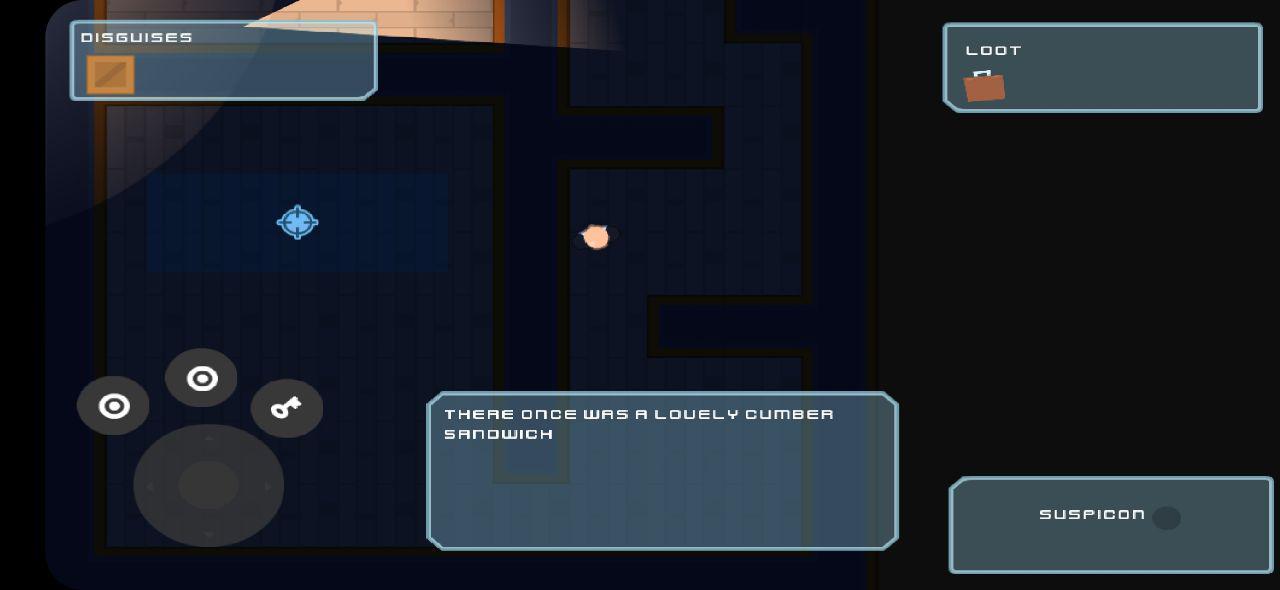 DISGUISES
LOOT
THERE ONCE WAS A LOVELY CUMBER
SANDWICH
SUSPICON